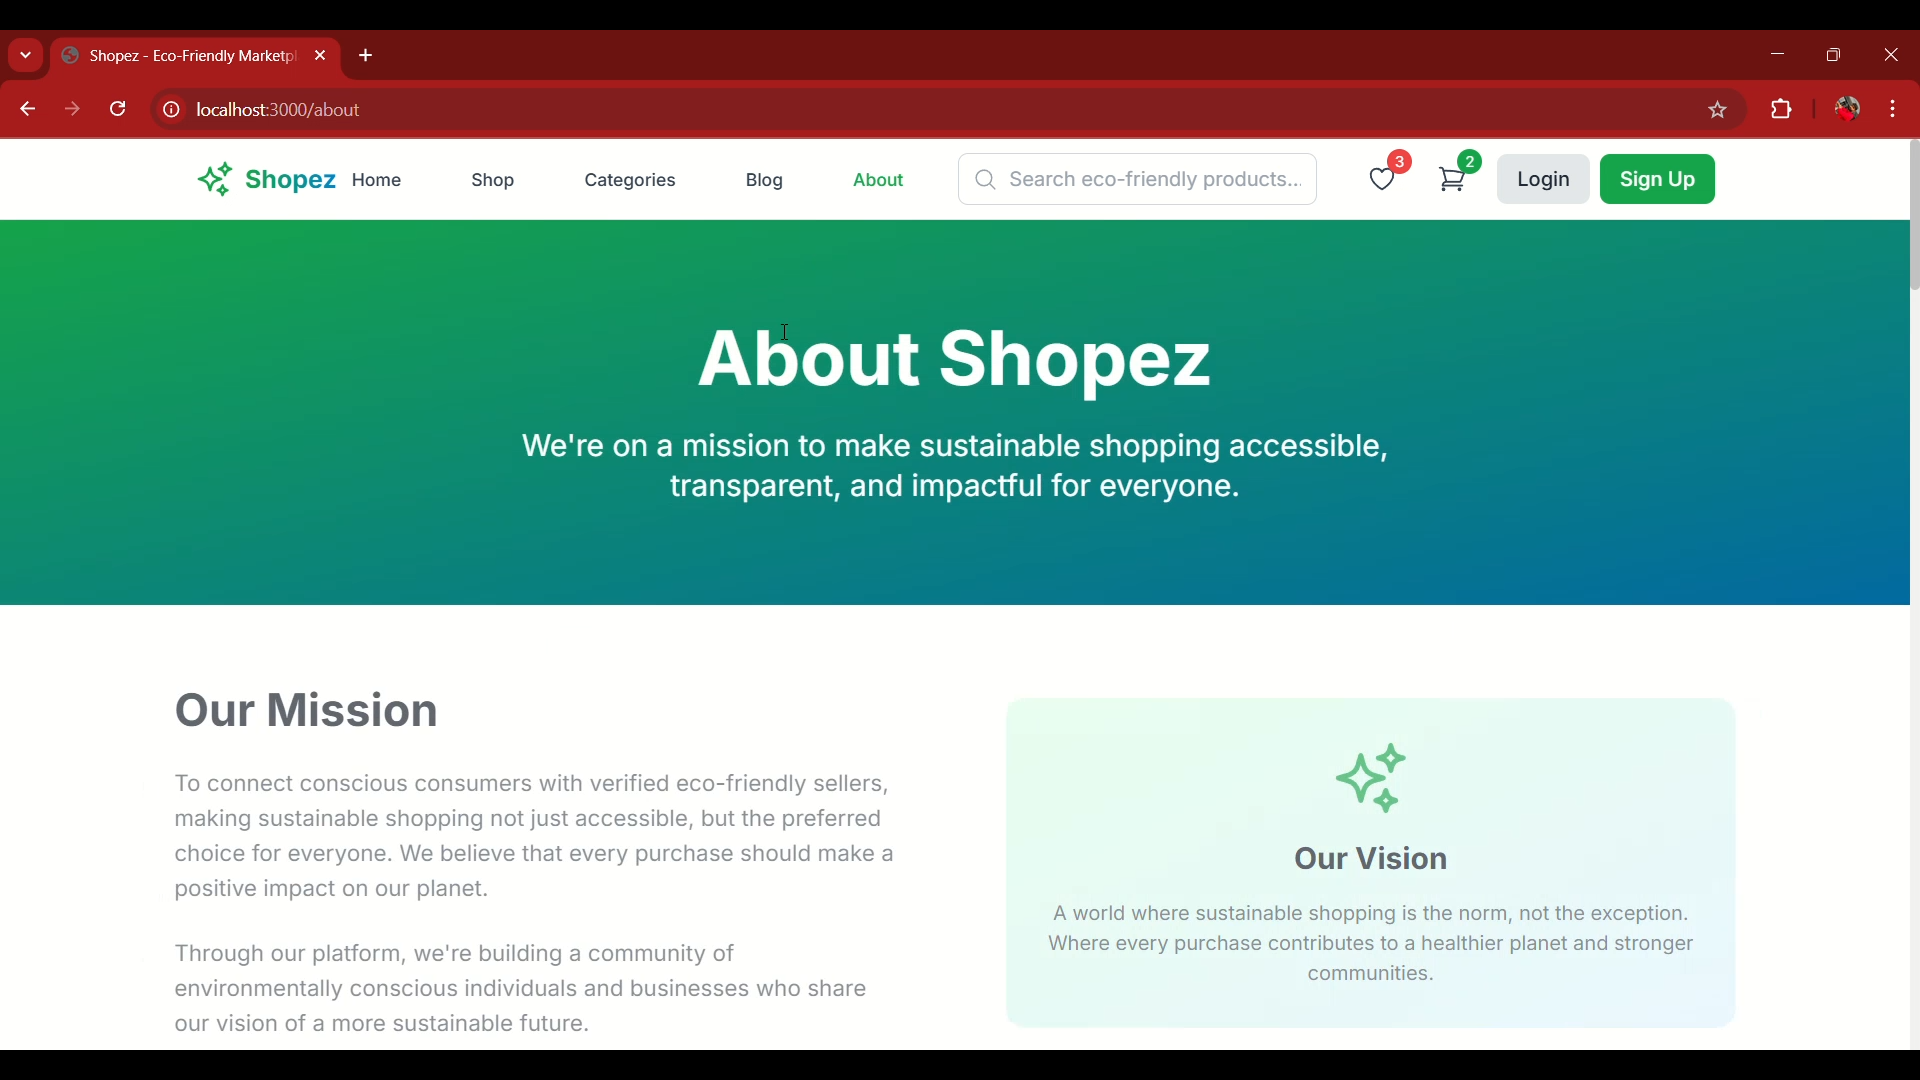 Shopez - Eco-Friendly Marketpl
localhost:3000/about
Shopez
Home
Shop
Categories
Blog
About
Search eco-friendly products...
3
2
Login
Sign Up
About Shopez
We're on a mission to make sustainable shopping accessible,
transparent, and impactful for everyone.
Our Mission
To connect conscious consumers with verified eco-friendly sellers,
making sustainable shopping not just accessible, but the preferred
choice for everyone. We believe that every purchase should make a
positive impact on our planet.
Through our platform, we're building a community of
environmentally conscious individuals and businesses who share
our vision of a more sustainable future.
Our Vision
A world where sustainable shopping is the norm, not the exception.
Where every purchase contributes to a healthier planet and stronger
communities.